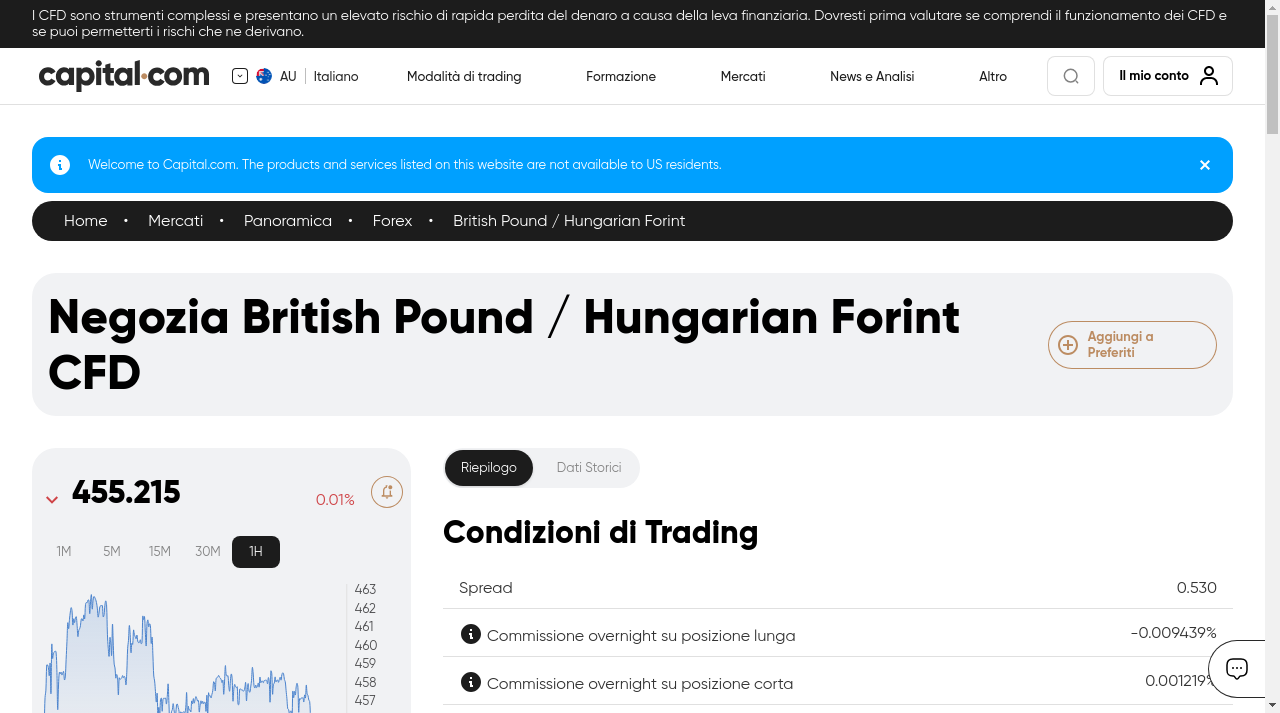 I CFD sono strumenti complessi e presentano un elevato rischio di rapida perdita del denaro a causa della leva finanziaria. Dovresti prima valutare se comprendi il funzionamento dei CFD e
se puoi permetterti i rischi che ne derivano.
capital.com
AU
Italiano
Modalità di trading
Formazione
Mercati
News e Analisi
Altro
Il mio conto
Welcome to Capital.com. The products and services listed on this website are not available to US residents.
Home • Mercati • Panoramica • Forex • British Pound / Hungarian Forint
Negozia British Pound / Hungarian Forint
CFD
Aggiungi a
Preferiti
455.215
0.01%
1M 5M 15M 30M 1H
463
462
461
460
459
458
457
Riepilogo
Dati Storici
Condizioni di Trading
Spread 0.530
Commissione overnight su posizione lunga -0.009439%
Commissione overnight su posizione corta 0.001219%